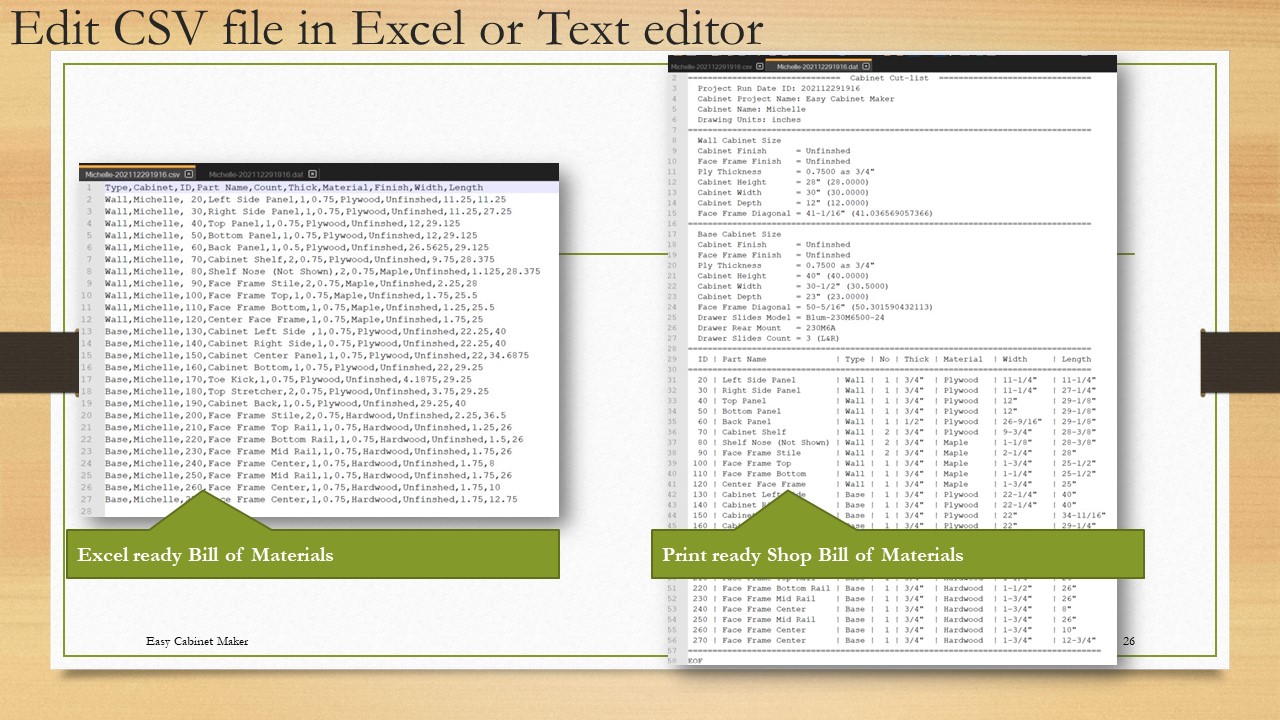 Edit CSV file in Excel or Text editor
Michelle-202112291916.csv Michelle-202112291916.dat
1 Type,Cabinet,ID,Part Name,Count,Thick,Material,Finish,Width,Length
2 Wall,Michelle, 20,Left Side Panel,1,0.75,Plywood,Unfinshed,11.25,11.25
3 Wall,Michelle, 30,Right Side Panel,1,0.75,Plywood,Unfinshed,11.25,27.25
4 Wall,Michelle, 40,Top Panel,1,0.75,Plywood,Unfinshed,12,29.125
5 Wall,Michelle, 50,Bottom Panel,1,0.75,Plywood,Unfinshed,12,29.125
6 Wall,Michelle, 60,Back Panel,1,0.5,Plywood,Unfinshed,26.5625,29.125
7 Wall,Michelle, 70,Cabinet Shelf,2,0.75,Plywood,Unfinshed,9.75,28.375
8 Wall,Michelle, 80,Shelf Nose (Not Shown),2,0.75,Maple,Unfinshed,1.125,28.375
9 Wall,Michelle, 90,Face Frame Stile,2,0.75,Maple,Unfinshed,2.25,28
10 Wall,Michelle,100,Face Frame Top,1,0.75,Maple,Unfinshed,1.75,25.5
11 Wall,Michelle,110,Face Frame Bottom,1,0.75,Maple,Unfinshed,1.25,25.5
12 Wall,Michelle,120,Center Face Frame,1,0.75,Maple,Unfinshed,1.75,25
13 Base,Michelle,130,Cabinet Left Side ,1,0.75,Plywood,Unfinshed,22.25,40
14 Base,Michelle,140,Cabinet Right Side,1,0.75,Plywood,Unfinshed,22.25,40
15 Base,Michelle,150,Cabinet Center Panel,1,0.75,Plywood,Unfinshed,22,34.6875
16 Base,Michelle,160,Cabinet Bottom,1,0.75,Plywood,Unfinshed,22,29.25
17 Base,Michelle,170,Toe Kick,1,0.75,Plywood,Unfinshed,4.1875,29.25
18 Base,Michelle,180,Top Stretcher,2,0.75,Plywood,Unfinshed,3.75,29.25
19 Base,Michelle,190,Cabinet Back,1,0.5,Plywood,Unfinshed,29.25,40
20 Base,Michelle,200,Face Frame Stile,2,0.75,Hardwood,Unfinshed,2.25,36.5
21 Base,Michelle,210,Face Frame Top Rail,1,0.75,Hardwood,Unfinshed,1.25,26
22 Base,Michelle,220,Face Frame Bottom Rail,1,0.75,Hardwood,Unfinshed,1.5,26
23 Base,Michelle,230,Face Frame Mid Rail,1,0.75,Hardwood,Unfinshed,1.75,26
24 Base,Michelle,240,Face Frame Center,1,0.75,Hardwood,Unfinshed,1.75,8
25 Base,Michelle,250,Face Frame Mid Rail,1,0.75,Hardwood,Unfinshed,1.75,26
26 Base,Michelle,260,Face Frame Center,1,0.75,Hardwood,Unfinshed,1.75,10
27 Base,Michelle, Frame Center,1,0.75,Hardwood,Unfinshed,1.75,12.75
28
Excel ready Bill of Materials
Michelle-202112291916.csv Michelle-202112291916.dat
2 ============================== Cabinet Cut-list ==============================
3 Project Run Date ID: 202112291916
4 Cabinet Project Name: Easy Cabinet Maker
5 Cabinet Name: Michelle
6 Drawing Units: inches
7 ================================================================================
8 Wall Cabinet Size
9 Cabinet Finish = Unfinshed
10 Face Frame Finish = Unfinshed
11 Ply Thickness = 0.7500 as 3/4"
12 Cabinet Height = 28" (28.0000)
13 Cabinet Width = 30" (30.0000)
14 Cabinet Depth = 12" (12.0000)
15 Face Frame Diagonal = 41-1/16" (41.036569057366)
16 ================================================================================
17 Base Cabinet Size
18 Cabinet Finish = Unfinshed
19 Face Frame Finish = Unfinshed
20 Ply Thickness = 0.7500 as 3/4"
21 Cabinet Height = 40" (40.0000)
22 Cabinet Width = 30-1/2" (30.5000)
23 Cabinet Depth = 23" (23.0000)
24 Face Frame Diagonal = 50-5/16" (50.301590432113)
25 Drawer Slides Model = Blum-230M6500-24
26 Drawer Rear Mount = 230M6A
27 Drawer Slides Count = 3 (L&R)
28 ================================================================================
29 ID | Part Name | Type | No | Thick | Material | Width | Length
30 ================================================================================
31 20 | Left Side Panel | Wall | 1 | 3/4" | Plywood | 11-1/4" | 11-1/4"
32 30 | Right Side Panel | Wall | 1 | 3/4" | Plywood | 11-1/4" | 27-1/4"
33 40 | Top Panel | Wall | 1 | 3/4" | Plywood | 12" | 29-1/8"
34 50 | Bottom Panel | Wall | 1 | 3/4" | Plywood | 12" | 29-1/8"
35 60 | Back Panel | Wall | 1 | 1/2" | Plywood | 26-9/16" | 29-1/8"
36 70 | Cabinet Shelf | Wall | 2 | 3/4" | Plywood | 9-3/4" | 28-3/8"
37 80 | Shelf Nose (Not Shown) | Wall | 2 | 3/4" | Maple | 1-1/8" | 28-3/8"
38 90 | Face Frame Stile | Wall | 2 | 3/4" | Maple | 2-1/4" | 28"
39 100 | Face Frame Top | Wall | 1 | 3/4" | Maple | 1-3/4" | 25-1/2"
40 110 | Face Frame Bottom | Wall | 1 | 3/4" | Maple | 1-1/4" | 25-1/2"
41 120 | Center Face Frame | Wall | 1 | 3/4" | Maple | 1-3/4" | 25"
42 130 | Cabinet | Base | 1 | 3/4" | Plywood | 22-1/4" | 40"
43 140 | Cabinet | Base | 1 | 3/4" | Plywood | 22-1/4" | 40"
44 150 | | Base | 1 | 3/4" | Plywood | 22" | 34-11/16"
45 160 | | 1 | 3/4" | Plywood | 22" | 29-1/4"
Print ready Shop Bill of Materials
51 220 | Face Frame Bottom Rail | Base | 1 | 3/4" | Hardwood | 1-1/2" | 26"
52 230 | Face Frame Mid Rail | Base | 1 | 3/4" | Hardwood | 1-3/4" | 26"
53 240 | Face Frame Center | Base | 1 | 3/4" | Hardwood | 1-3/4" | 8"
54 250 | Face Frame Mid Rail | Base | 1 | 3/4" | Hardwood | 1-3/4" | 26"
55 260 | Face Frame Center | Base | 1 | 3/4" | Hardwood | 1-3/4" | 10"
56 270 | Face Frame Center | Base | 1 | 3/4" | Hardwood | 1-3/4" | 12-3/4"
57 ==================================================================================
58 EOF
Easy Cabinet Maker
26